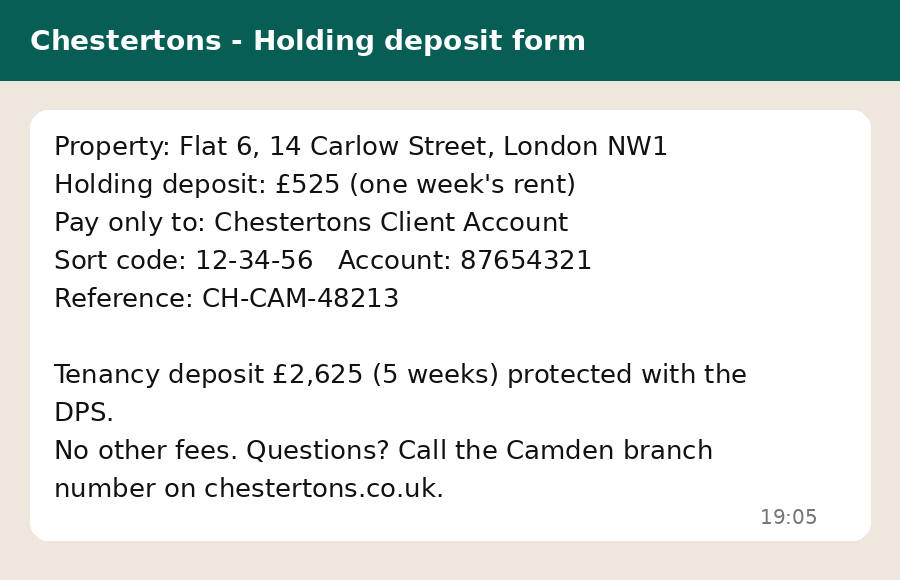 Chestertons - Holding deposit form
Property: Flat 6, 14 Carlow Street, London NW1
Holding deposit: £525 (one week's rent)
Pay only to: Chestertons Client Account
Sort code: 12-34-56   Account: 87654321
Reference: CH-CAM-48213
Tenancy deposit £2,625 (5 weeks) protected with the
DPS.
No other fees. Questions? Call the Camden branch
number on chestertons.co.uk.
19:05